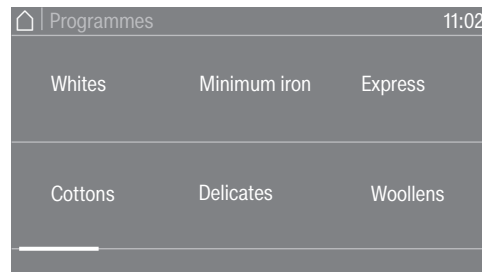 Programmes 11:02
Whites Minimum iron Express
Cottons Delicates Woollens